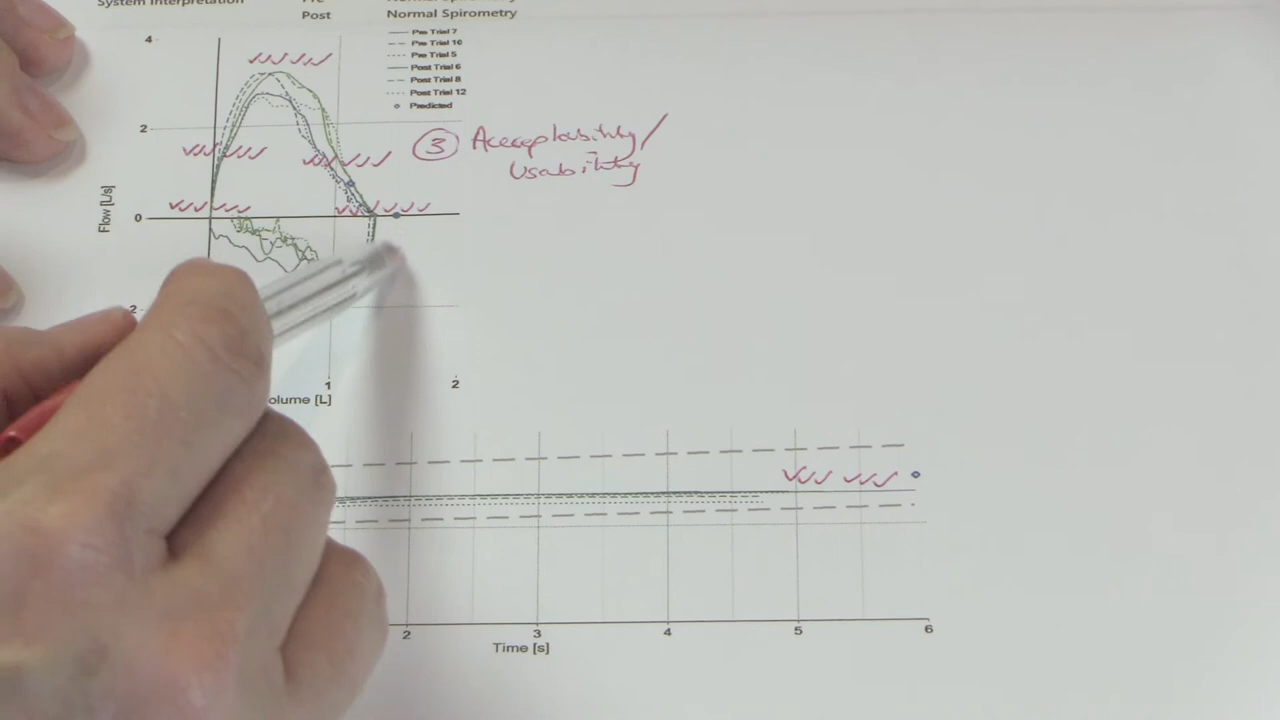 System Interpretation
Post Normal Spirometry
4
Pre Trial 7
Pre Trial 10
Pre Trial 5
Post Trial 6
Post Trial 8
Post Trial 12
Predicted
2
3 Acceptability/
Usability
Flow [L/s]
0
2
1 2
olume [L]
2 3 4 5 6
Time [s]